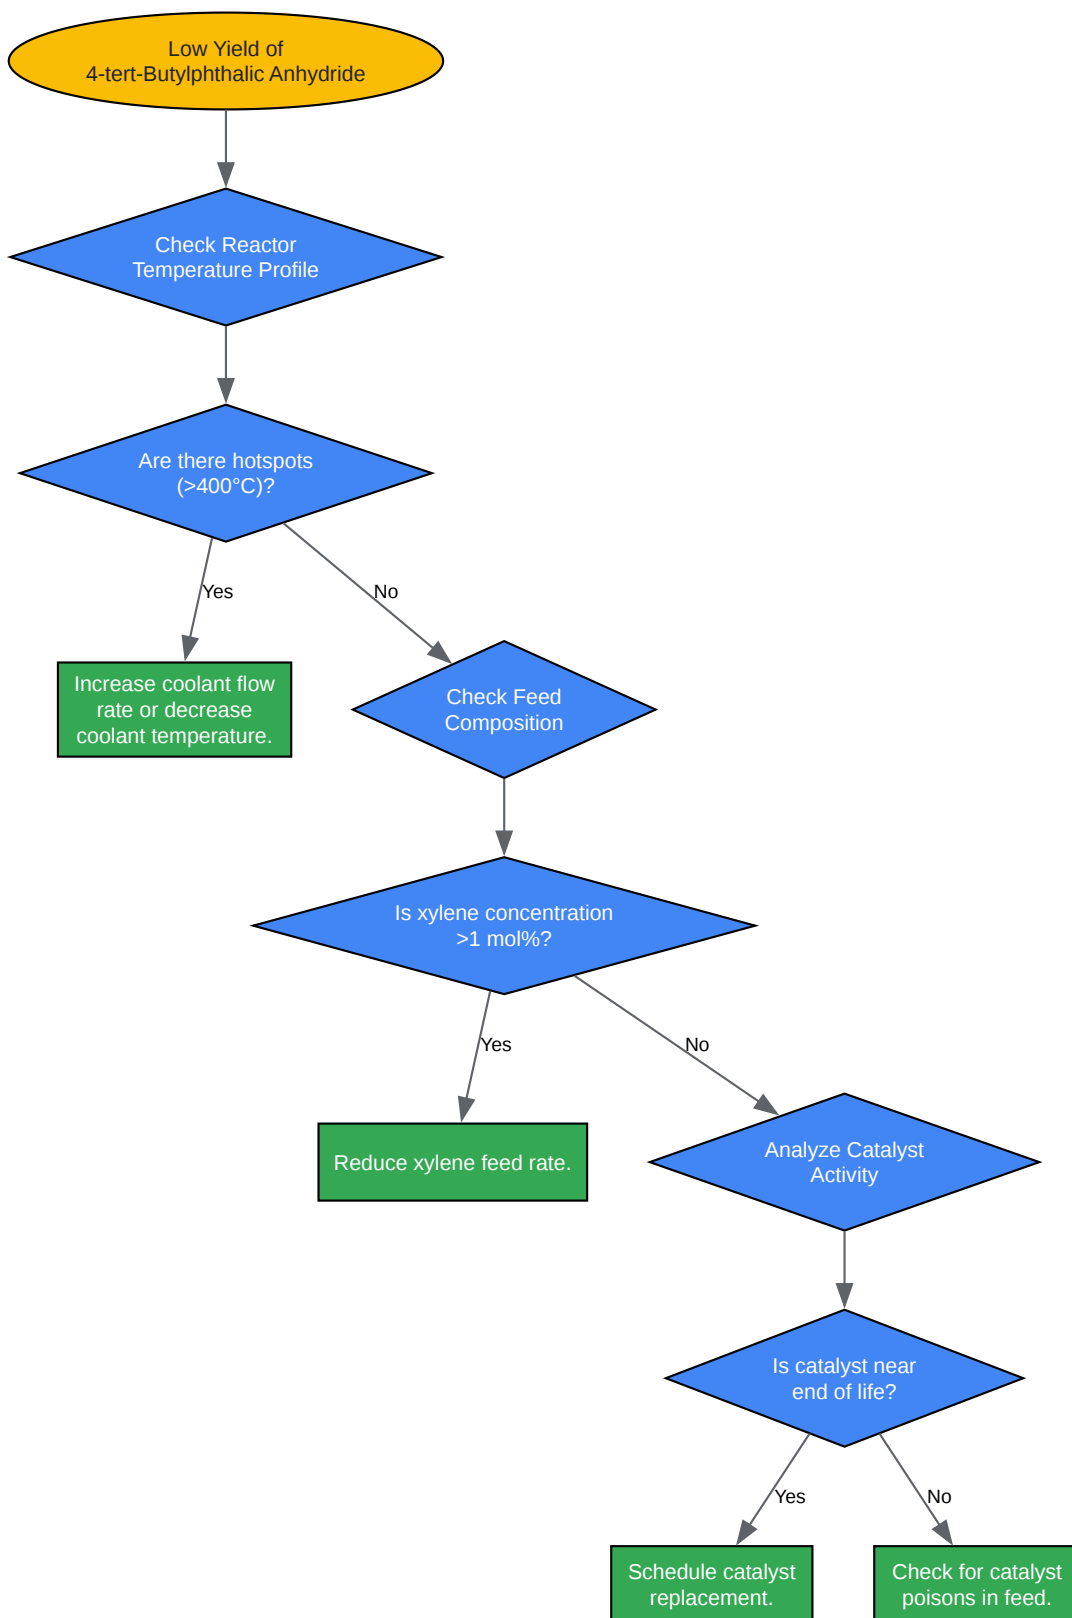 Low Yield of
4-tert-Butylphthalic Anhydride
Check Reactor
Temperature Profile
Are there hotspots
(>400°C)?
Yes
No
Increase coolant flow
rate or decrease
coolant temperature.
Check Feed
Composition
Is xylene concentration
>1 mol%?
Yes
No
Reduce xylene feed rate.
Analyze Catalyst
Activity
Is catalyst near
end of life?
Yes
No
Schedule catalyst
replacement.
Check for catalyst
poisons in feed.